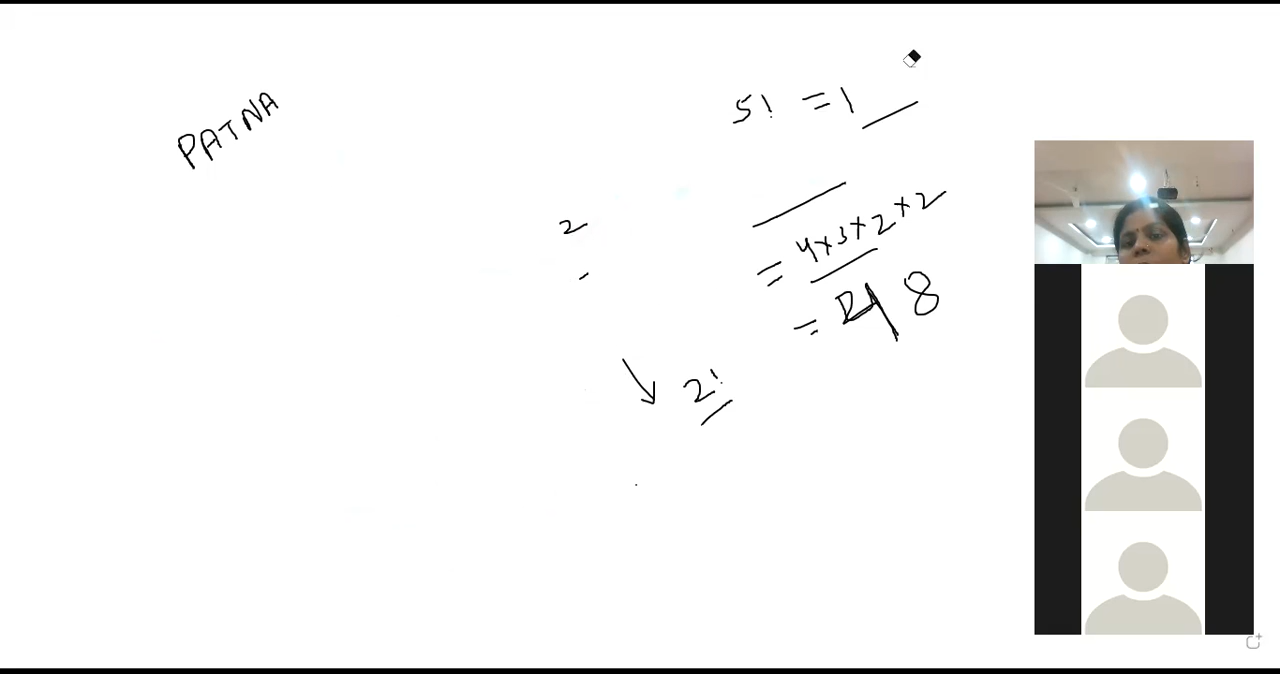 PATNA
5! = 1
2
= 4×3×2×2
= 48
2!